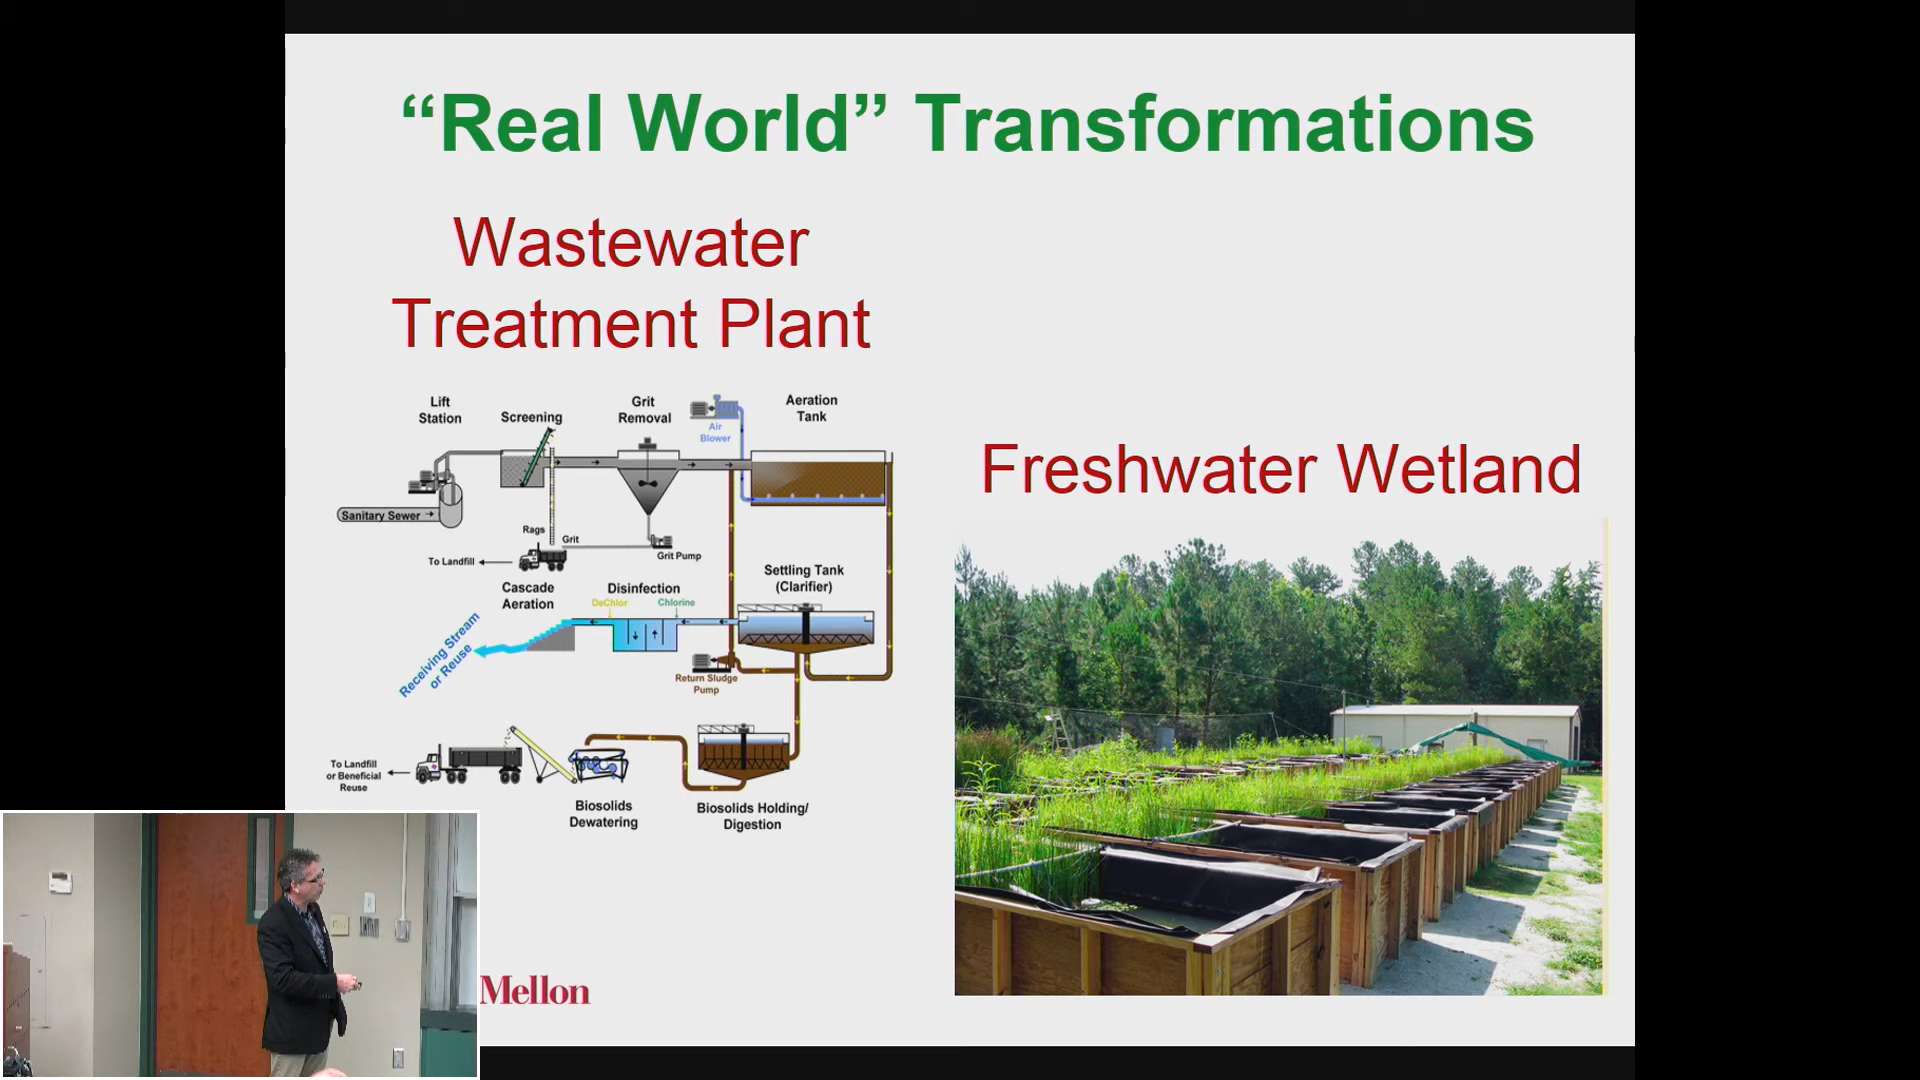 “Real World” Transformations
Wastewater
Treatment Plant
Freshwater Wetland
Lift
Station
Screening
Grit
Removal
Air
Blower
Aeration
Tank
Sanitary Sewer
Rags
Grit
Grit Pump
To Landfill
Cascade
Aeration
Disinfection
DeChlor
Chlorine
Settling Tank
(Clarifier)
Receiving Stream
or Reuse
Return Sludge
Pump
To Landfill
or Beneficial
Reuse
Biosolids
Dewatering
Biosolids Holding/
Digestion
Mellon